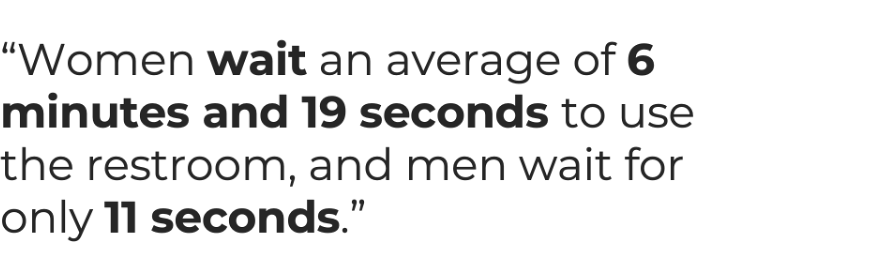 “Women wait an average of 6
minutes and 19 seconds to use
the restroom, and men wait for
only 11 seconds.”